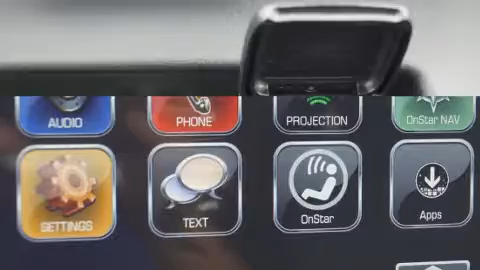 AUDIO
PHONE
PROJECTION
OnStar NAV
SETTINGS
TEXT
OnStar
Apps